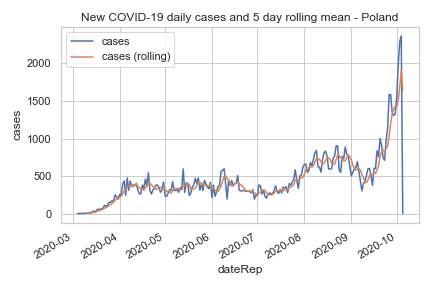 New COVID-19 daily cases and 5 day rolling mean - Poland
cases
cases (rolling)
cases
2000
1500
1000
500
0
2020-03
2020-04
2020-05
2020-06
2020-07
2020-08
2020-09
2020-10
dateRep